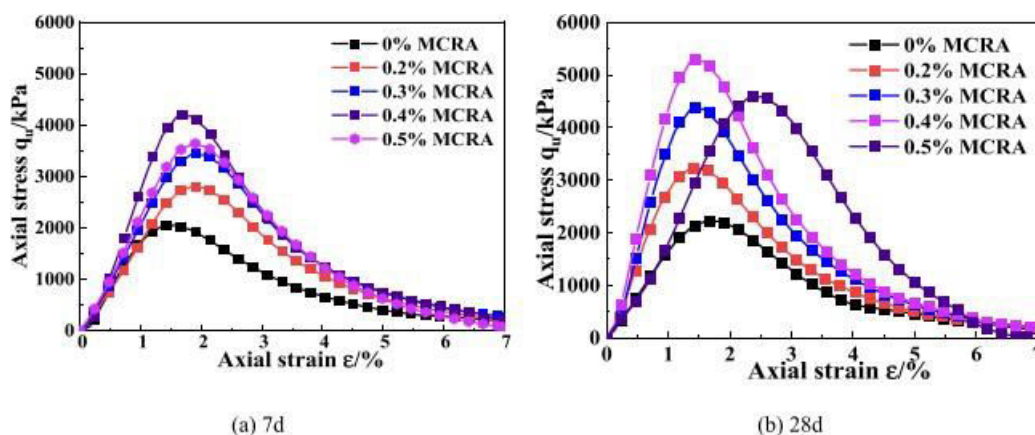 6000
5000
4000
3000
2000
1000
0
0 1 2 3 4 5 6 7
Axial stress qu/kPa
Axial strain ε/%
0% MCRA
0.2% MCRA
0.3% MCRA
0.4% MCRA
0.5% MCRA
(a) 7d
6000
5000
4000
3000
2000
1000
0
0 1 2 3 4 5 6 7
Axial stress qu/kPa
Axial strain ε/%
0% MCRA
0.2% MCRA
0.3% MCRA
0.4% MCRA
0.5% MCRA
(b) 28d